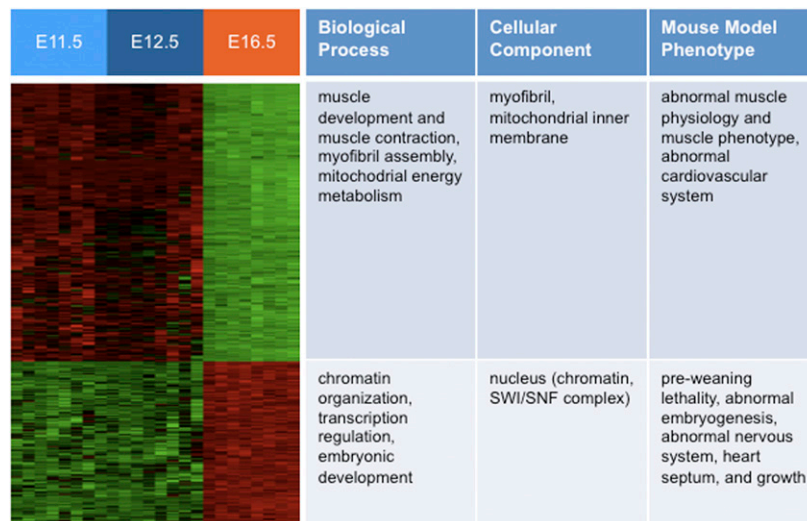 E11.5
E12.5
E16.5
Biological
Process
Cellular
Component
Mouse Model
Phenotype
muscle
development and
muscle contraction,
myofibril assembly,
mitochodrial energy
metabolism
myofibril,
mitochondrial inner
membrane
abnormal muscle
physiology and
muscle phenotype,
abnormal
cardiovascular
system
chromatin
organization,
transcription
regulation,
embryonic
development
nucleus (chromatin,
SWI/SNF complex)
pre-weaning
lethality, abnormal
embryogenesis,
abnormal nervous
system, heart
septum, and growth